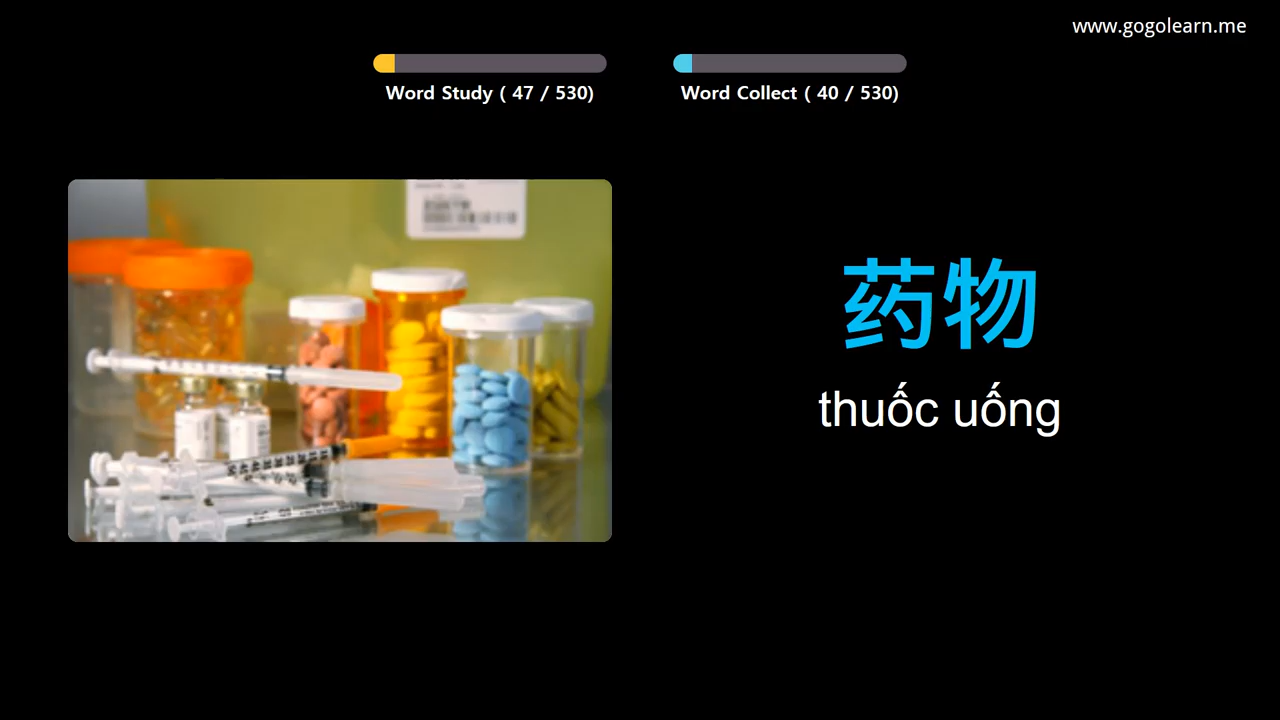 www.gogolearn.me
Word Study ( 47 / 530)
Word Collect ( 40 / 530)
药物
thuốc uống